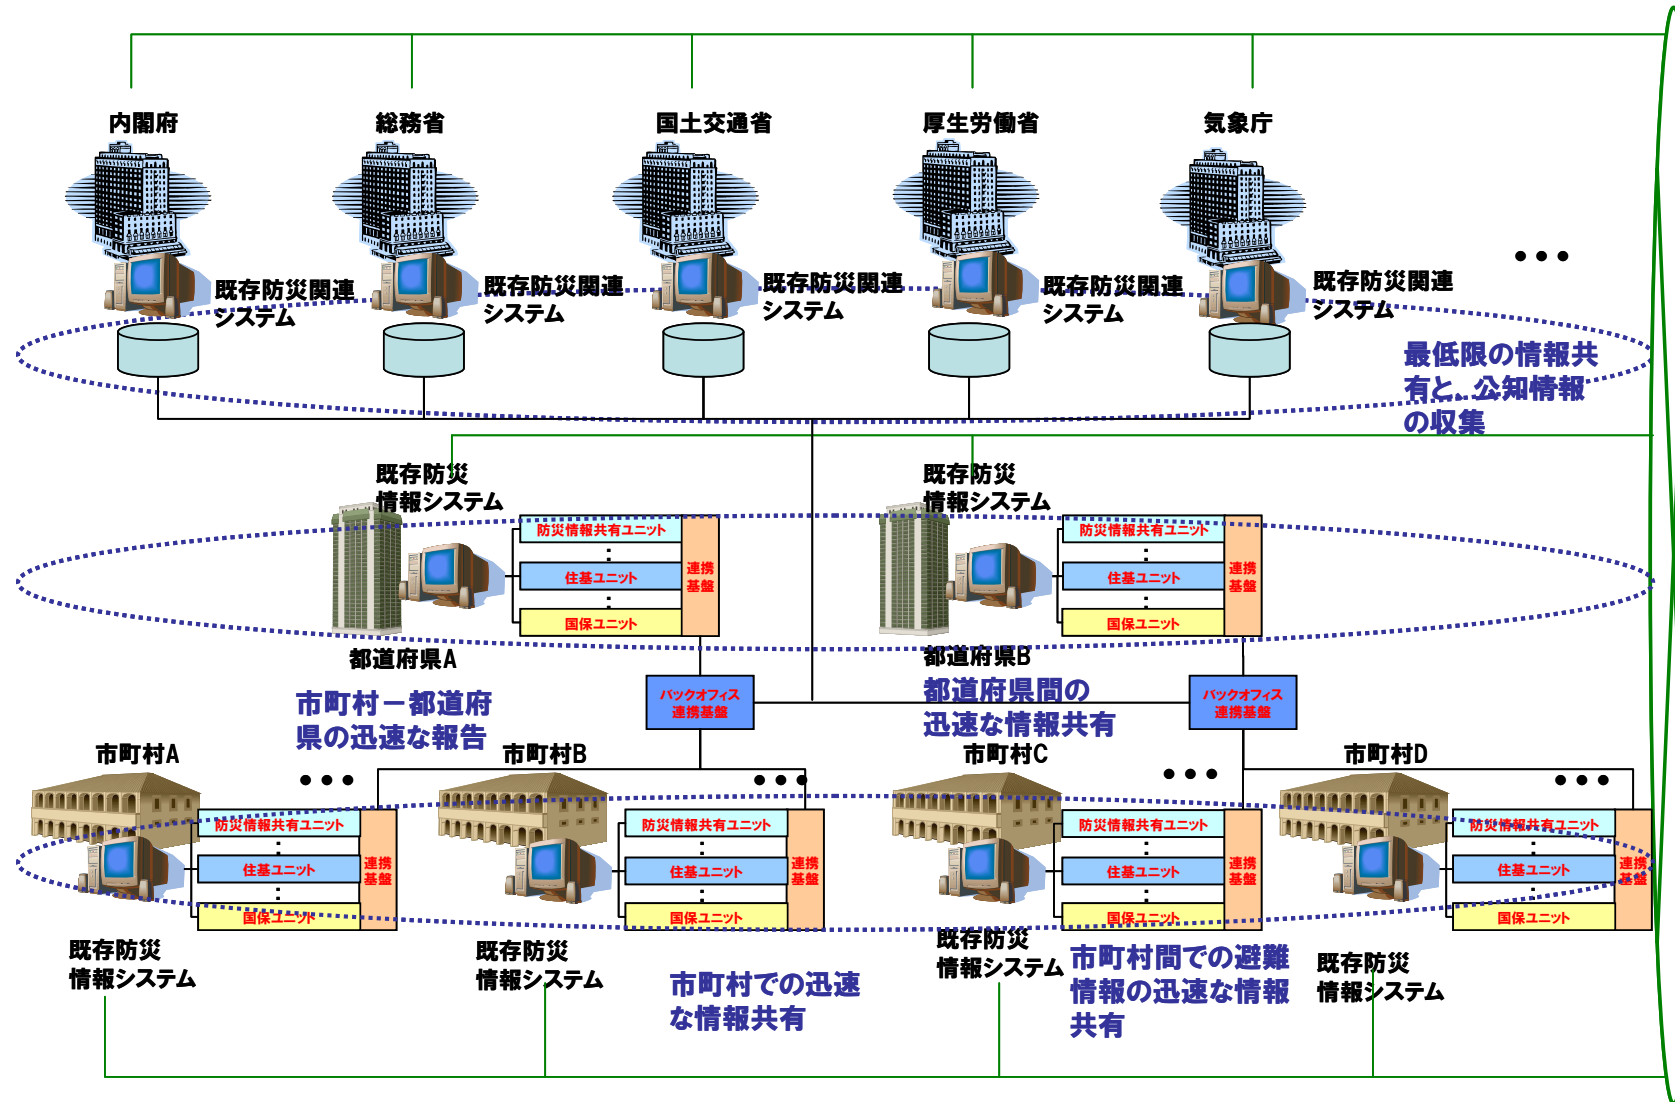 内閣府
総務省
国土交通省
厚生労働省
気象庁
既存防災関連
システム
既存防災関連
システム
既存防災関連
システム
既存防災関連
システム
既存防災関連
システム
•••
最低限の情報共
有と、公知情報
の収集
既存防災
情報システム
防災情報共有ユニット
住基ユニット
国保ユニット
連携
基盤
都道府県A
既存防災
情報システム
防災情報共有ユニット
住基ユニット
国保ユニット
連携
基盤
都道府県B
市町村－都道府
県の迅速な報告
バックオフィス
連携基盤
都道府県間の
迅速な情報共有
バックオフィス
連携基盤
市町村A
•••
防災情報共有ユニット
住基ユニット
国保ユニット
連携
基盤
既存防災
情報システム
市町村B
•••
防災情報共有ユニット
住基ユニット
国保ユニット
連携
基盤
既存防災
情報システム
市町村での迅速
な情報共有
市町村C
•••
防災情報共有ユニット
住基ユニット
国保ユニット
連携
基盤
既存防災
情報システム
市町村間での避難
情報の迅速な情報
共有
市町村D
•••
防災情報共有ユニット
住基ユニット
国保ユニット
連携
基盤
既存防災
情報システム